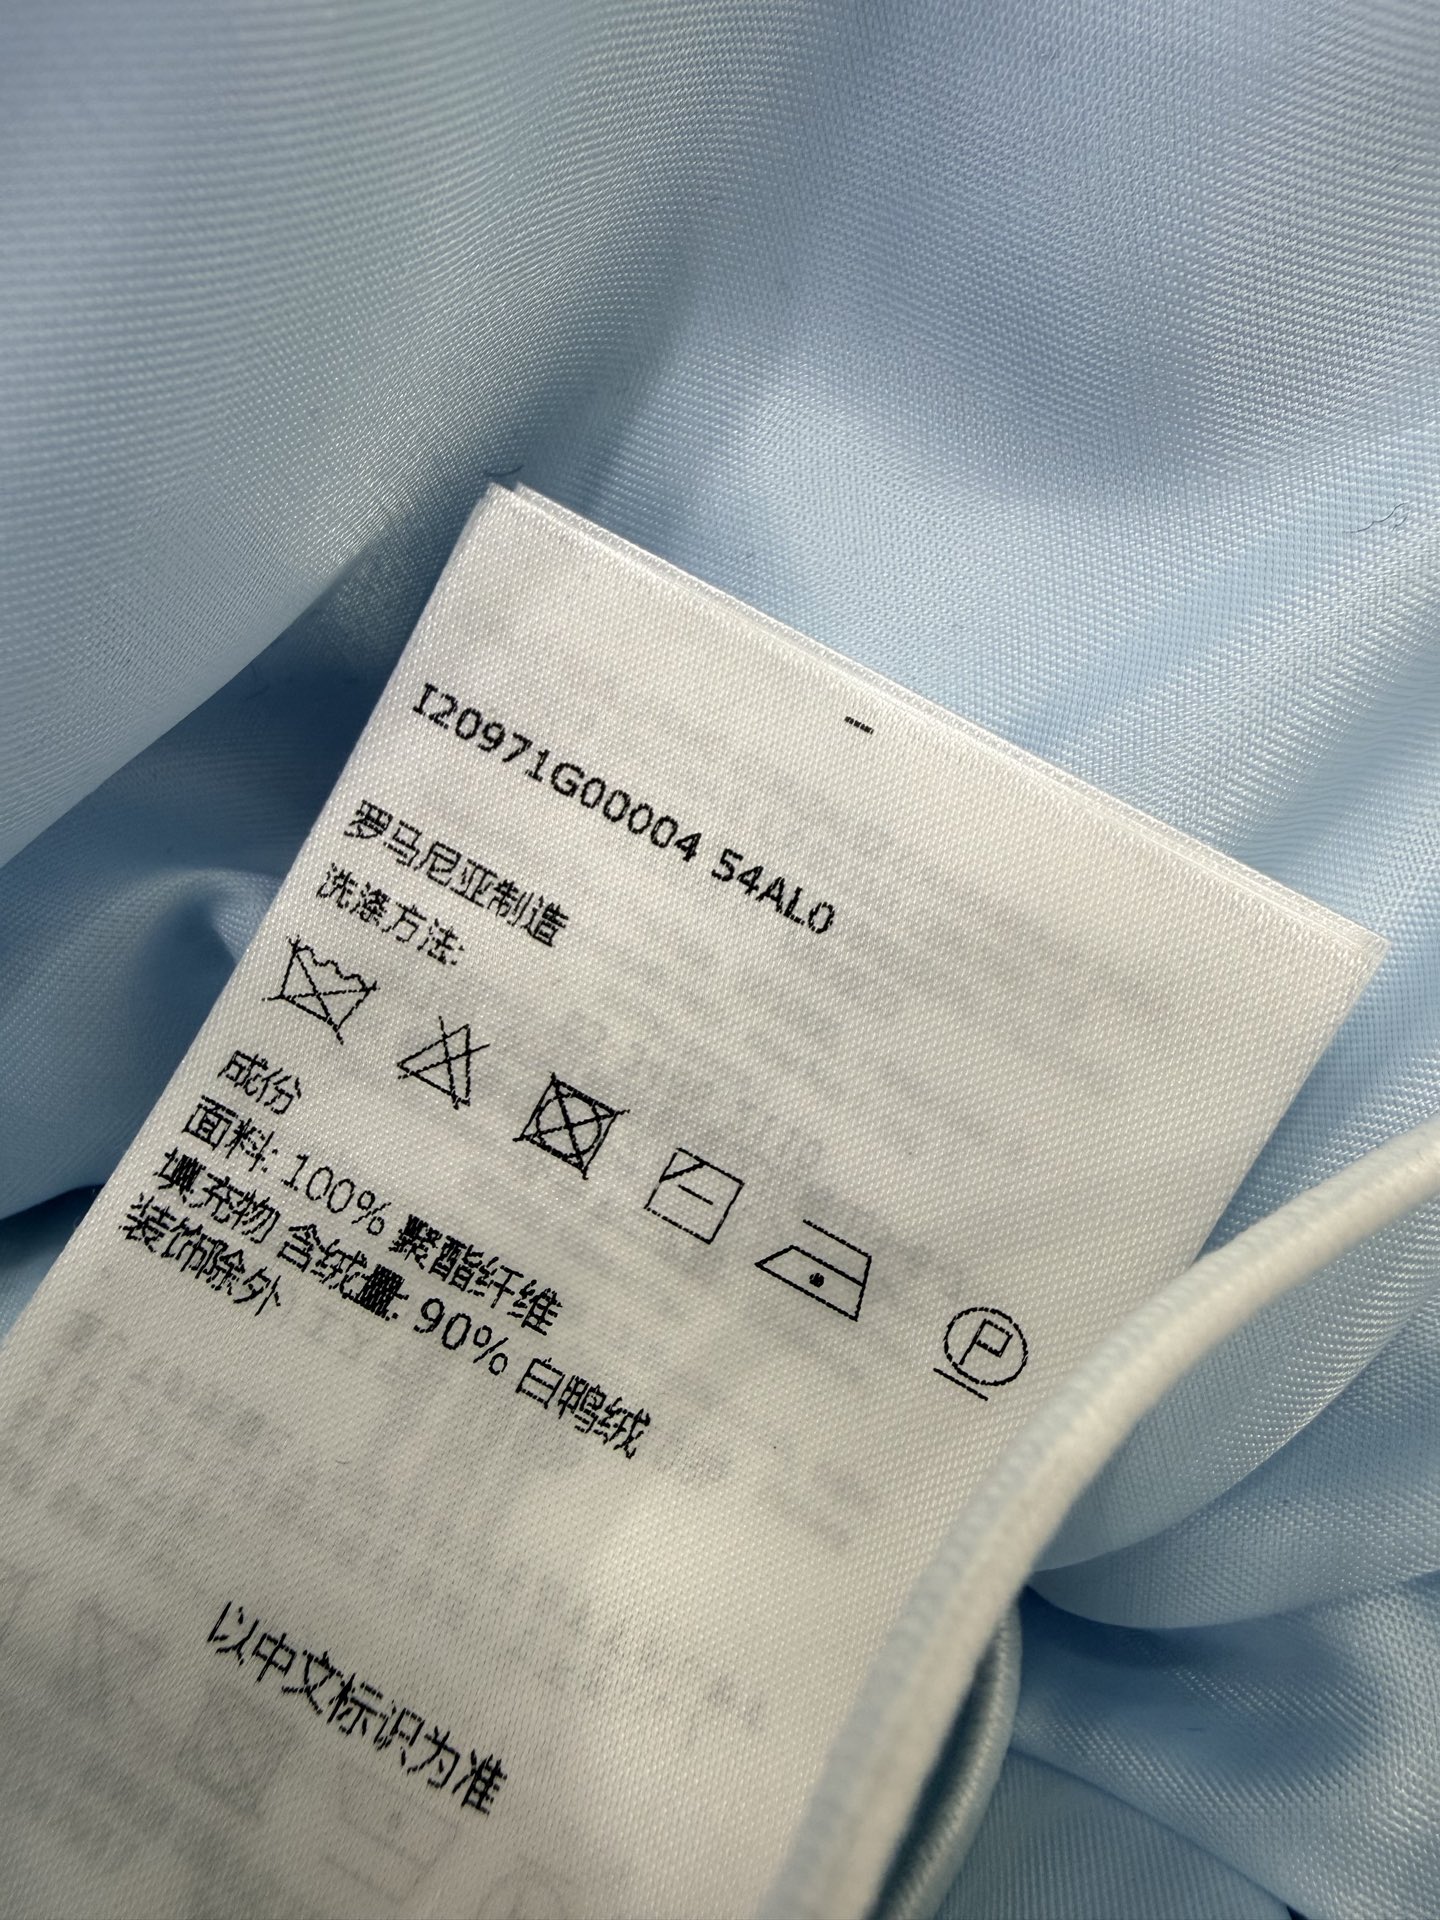 I20971G00004 54AL0
罗马尼亚制造
洗涤方法:
P
成份
面料: 100% 聚酯纤维
填充物 含绒量: 90% 白鸭绒
装饰除外
以中文标识为准